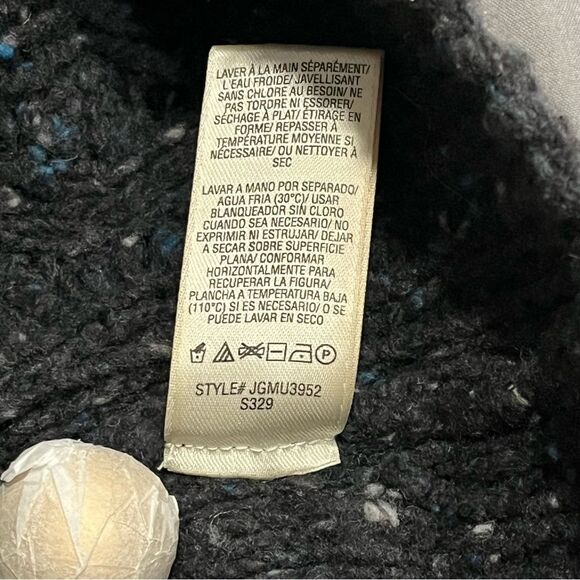 LAVER À LA MAIN SÉPARÉMENT/
L'EAU FROIDE/JAVELLISANT
SANS CHLORE AU BESOIN/ NE
PAS TORDRE NI ESSORER/
SÉCHAGE À PLAT/ ÉTIRAGE EN
FORME/ REPASSER À
TEMPÉRATURE MOYENNE SI
NÉCESSAIRE/ OU NETTOYER À
SEC
LAVAR A MANO POR SEPARADO/
AGUA FRIA (30°C)/ USAR
BLANQUEADOR SIN CLORO
CUANDO SEA NECESARIO/ NO
EXPRIMIR NI ESTRUJAR/ DEJAR
A SECAR SOBRE SUPERFICIE
PLANA/ CONFORMAR
HORIZONTALMENTE PARA
RECUPERAR LA FIGURA/
PLANCHA A TEMPERATURA BAJA
(110°C) SI ES NECESARIO/ O SE
PUEDE LAVAR EN SECO
P
STYLE# JGMU3952
S329